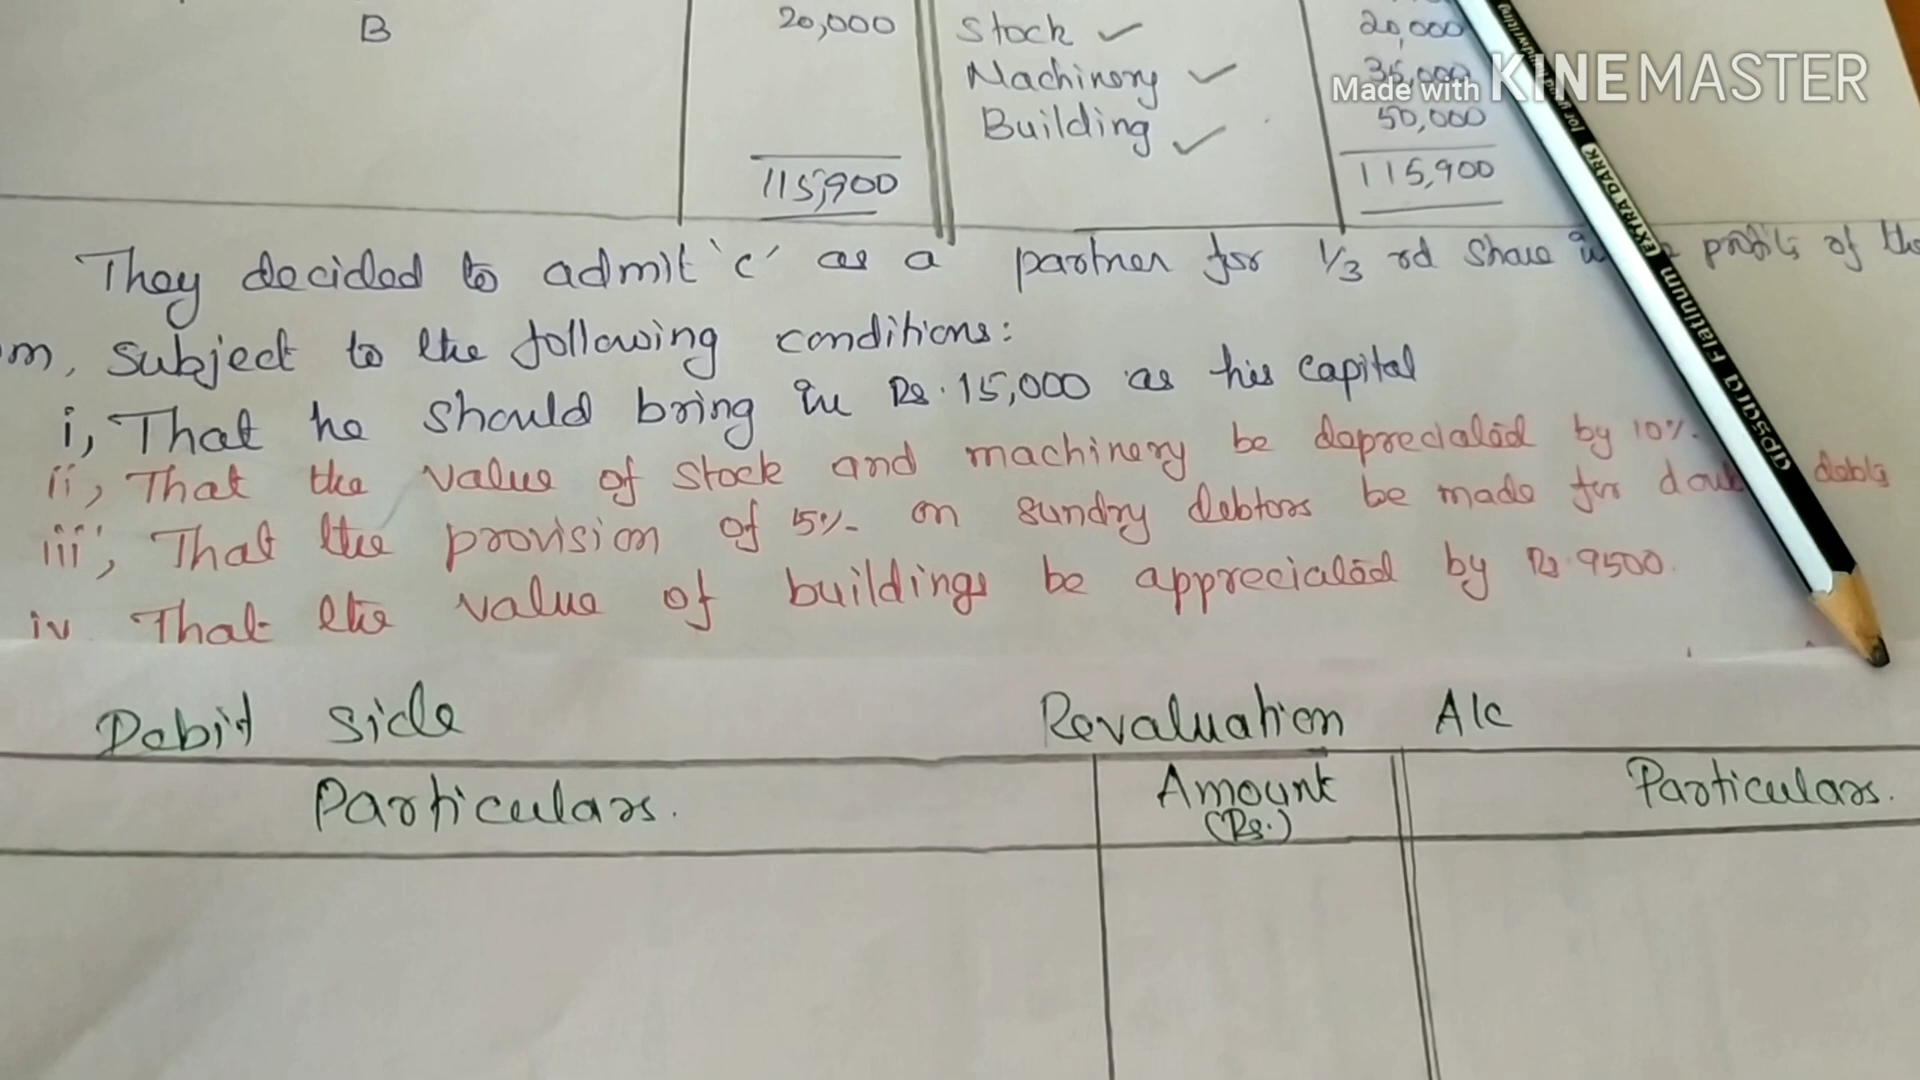 B 20,000 Stock 20,000
Machinery 35,000
Building 50,000
115,900 115,900
Made with KINEMASTER
They decided to admit 'c' as a partner for 1/3 rd share profits of the
m, subject to the following conditions:
i, That he should bring in Rs. 15,000 as his capital
ii, That the value of stock and machinery be depreciated by 10%.
iii, That the provision of 5% on sundry debtors be made for debts
iv That the value of buildings be appreciated by Rs. 9500.
Debit side Revaluation A/c
Particulars. Amount Particulars.
(Rs.)
apsara Platinum EXTRA DARK